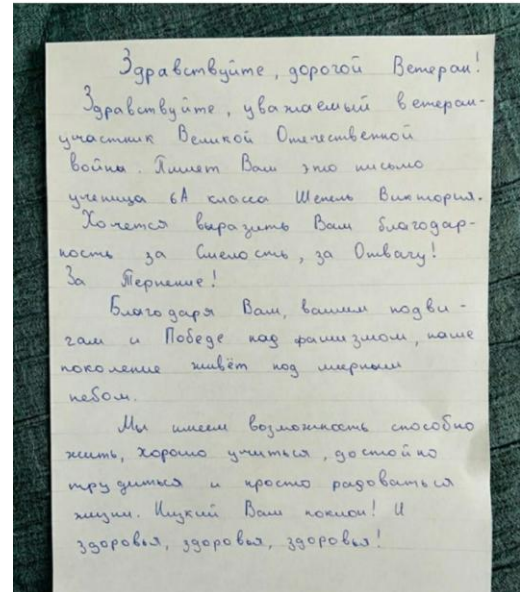 Здравствуйте, дорогой Ветеран!
Здравствуйте, уважаемый ветеран-
участник Великой Отечественной
войны. Пишет Вам это письмо
ученица 6А класса Шепель Виктория.
Хочется выразить Вам благодар-
ность за Смелость, за Отвагу!
За Терпение!
Благодаря Вам, вашим подви-
гам и Победе над фашизмом, наше
поколение живёт под мирным
небом.
Мы имеем возможность способно
жить, хорошо учиться, достойно
трудиться и просто радоваться
жизни. Низкий Вам поклон! И
здоровья, здоровья, здоровья!